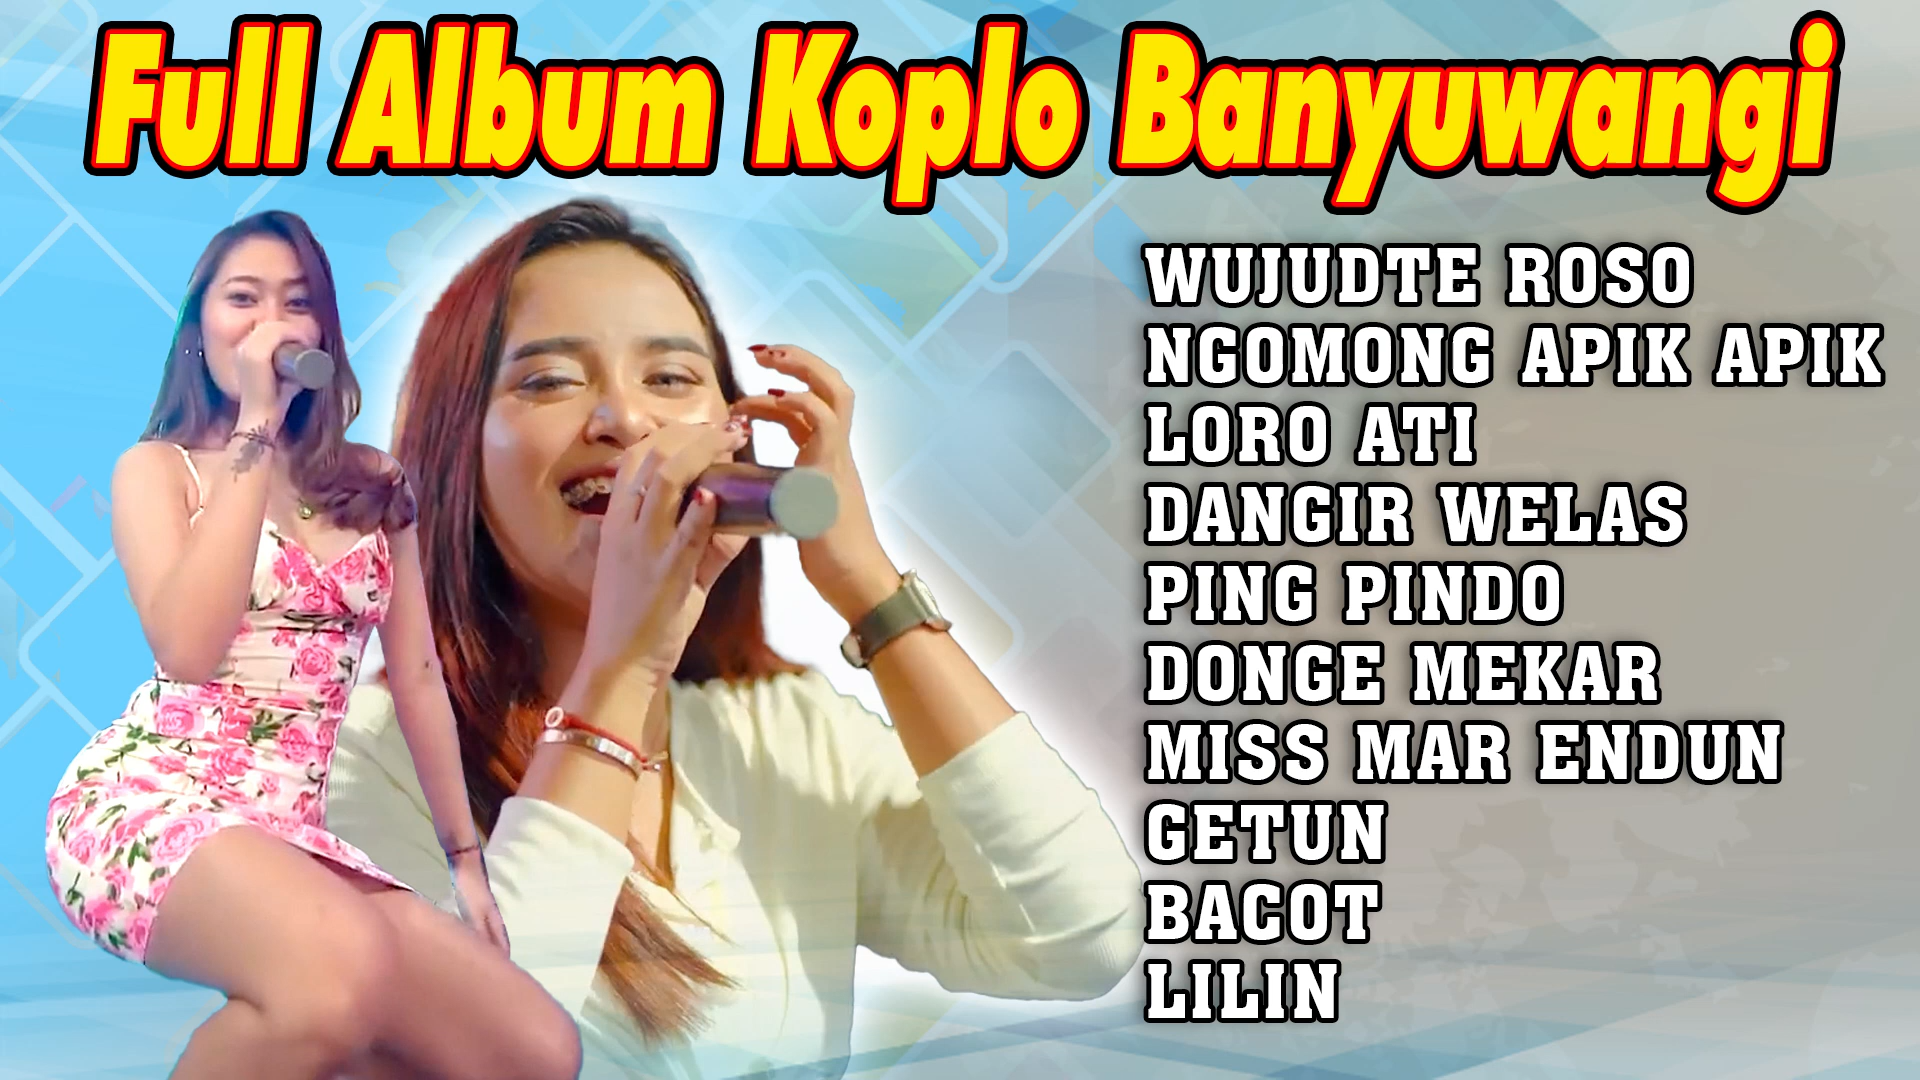 Full Album Koplo Banyuwangi
WUJUDTE ROSO
NGOMONG APIK APIK
LORO ATI
DANGIR WELAS
PING PINDO
DONGE MEKAR
MISS MAR ENDUN
GETUN
BACOT
LILIN